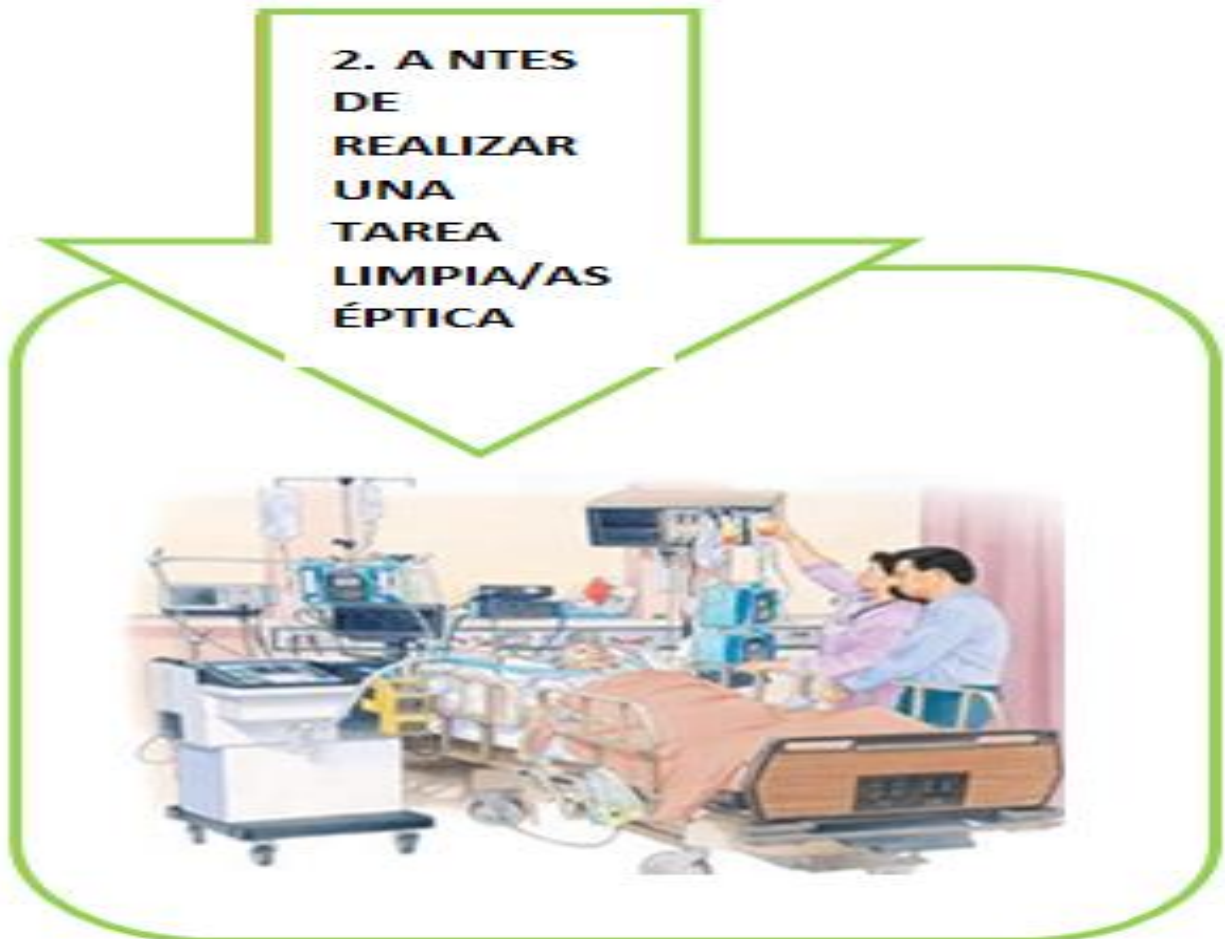 2. A NTES
DE
REALIZAR
UNA
TAREA
LIMPIA/AS
ÉPTICA